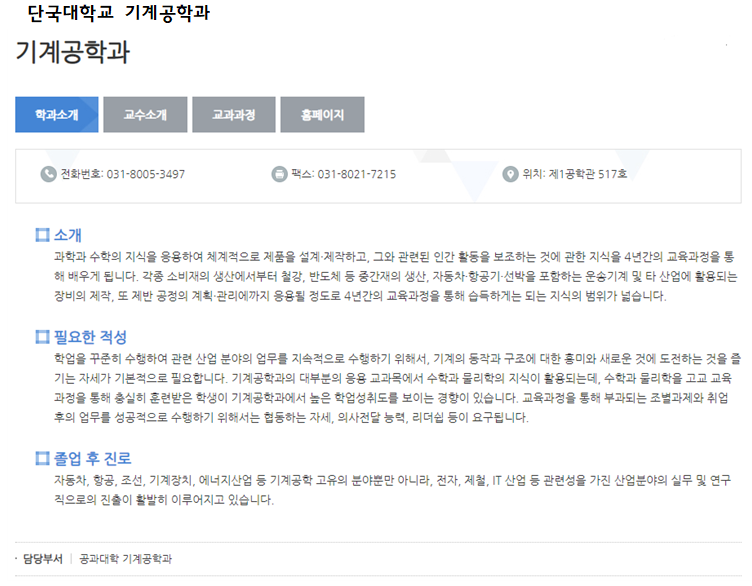 단국대학교 기계공학과
기계공학과
학과소개 교수소개 교과과정 홈페이지
전화번호: 031-8005-3497 팩스: 031-8021-7215 위치: 제1공학관 517호
소개
과학과 수학의 지식을 응용하여 체계적으로 제품을 설계·제작하고, 그와 관련된 인간 활동을 보조하는 것에 관한 지식을 4년간의 교육과정을 통
해 배우게 됩니다. 각종 소비재의 생산에서부터 철강, 반도체 등 중간재의 생산, 자동차·항공기·선박을 포함하는 운송기계 및 타 산업에 활용되는
장비의 제작, 또 제반 공정의 계획·관리에까지 응용될 정도로 4년간의 교육과정을 통해 습득하게는 되는 지식의 범위가 넓습니다.
필요한 적성
학업을 꾸준히 수행하여 관련 산업 분야의 업무를 지속적으로 수행하기 위해서, 기계의 동작과 구조에 대한 흥미와 새로운 것에 도전하는 것을 즐
기는 자세가 기본적으로 필요합니다. 기계공학과의 대부분의 응용 교과목에서 수학과 물리학의 지식이 활용되는데, 수학과 물리학을 고교 교육
과정을 통해 충실히 훈련받은 학생이 기계공학과에서 높은 학업성취도를 보이는 경향이 있습니다. 교육과정을 통해 부과되는 조별과제와 취업
후의 업무를 성공적으로 수행하기 위해서는 협동하는 자세, 의사전달 능력, 리더쉽 등이 요구됩니다.
졸업 후 진로
자동차, 항공, 조선, 기계장치, 에너지산업 등 기계공학 고유의 분야뿐만 아니라, 전자, 제철, IT 산업 등 관련성을 가진 산업분야의 실무 및 연구
직으로의 진출이 활발히 이루어지고 있습니다.
· 담당부서 | 공과대학 기계공학과